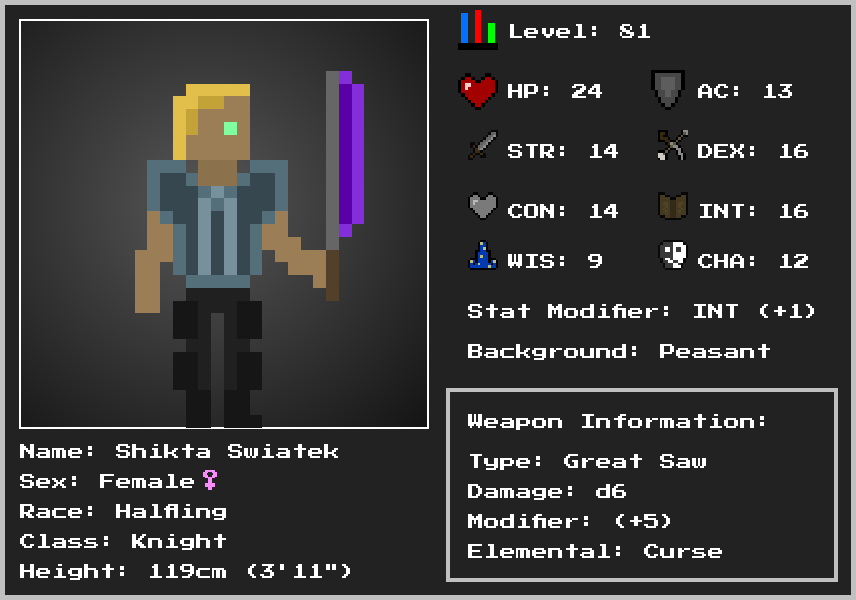 Level: 81
HP: 24
AC: 13
STR: 14
DEX: 16
CON: 14
INT: 16
WIS: 9
CHA: 12
Stat Modifier: INT (+1)
Background: Peasant
Name: Shikta Swiatek
Sex: Female♀
Race: Halfling
Class: Knight
Height: 119cm (3'11")
Weapon Information:
Type: Great Saw
Damage: d6
Modifier: (+5)
Elemental: Curse